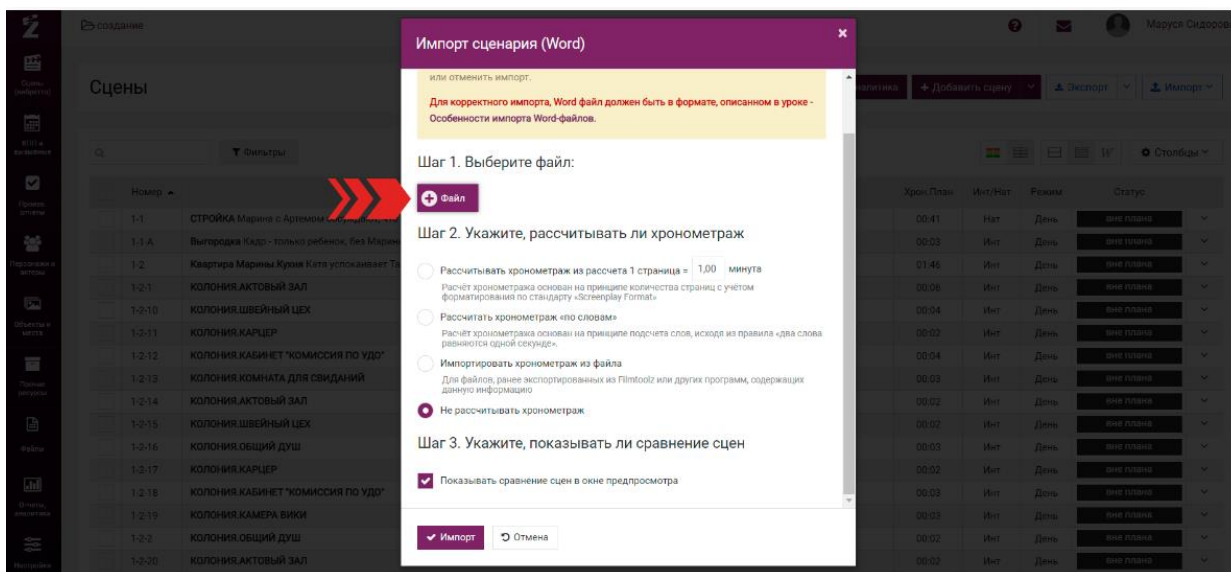 создание
Маруся Сидоров
Импорт сценария (Word)
×
или отменить импорт.
Для корректного импорта, Word файл должен быть в формате, описанном в уроке -
Особенности импорта Word-файлов.
Сцены
+ Добавить сцену
Экспорт
Импорт
Фильтры
Столбцы
Шаг 1. Выберите файл:
Файл
Номер
Хрон.План Инт/Нат Режим Статус
1-1 СТРОЙКА Марина с Артемом 00:41 Нат День вне плана
1-1-А Выгородка Кадр - только ребенок, без Марин 00:03 Инт День вне плана
1-2 Квартира Марины.Кухня Катя успокаивает Та 01:46 Инт День вне плана
1-2-1 КОЛОНИЯ.АКТОВЫЙ ЗАЛ 00:06 Инт День вне плана
1-2-10 КОЛОНИЯ.ШВЕЙНЫЙ ЦЕХ 00:04 Инт День вне плана
1-2-11 КОЛОНИЯ.КАРЦЕР 00:02 Инт День вне плана
1-2-12 КОЛОНИЯ.КАБИНЕТ "КОМИССИЯ ПО УДО" 00:04 Инт День вне плана
1-2-13 КОЛОНИЯ.КОМНАТА ДЛЯ СВИДАНИЙ 00:03 Инт День вне плана
1-2-14 КОЛОНИЯ.АКТОВЫЙ ЗАЛ 00:02 Инт День вне плана
1-2-15 КОЛОНИЯ.ШВЕЙНЫЙ ЦЕХ 00:02 Инт День вне плана
1-2-16 КОЛОНИЯ.ОБЩИЙ ДУШ 00:03 Инт День вне плана
1-2-17 КОЛОНИЯ.КАРЦЕР 00:02 Инт День вне плана
1-2-18 КОЛОНИЯ.КАБИНЕТ "КОМИССИЯ ПО УДО" 00:03 Инт День вне плана
1-2-19 КОЛОНИЯ.КАМЕРА ВИКИ 00:03 Инт День вне плана
1-2-2 КОЛОНИЯ.ОБЩИЙ ДУШ 00:02 Инт День вне плана
1-2-20 КОЛОНИЯ.АКТОВЫЙ ЗАЛ 00:02 Инт День вне плана
Шаг 2. Укажите, рассчитывать ли хронометраж
Рассчитывать хронометраж из расчета 1 страница = 1,00 минута
Расчёт хронометража основан на принципе количества страниц с учётом
форматирования по стандарту «Screenplay Format»
Рассчитать хронометраж «по словам»
Расчёт хронометража основан на принципе подсчета слов, исходя из правила «два слова
равняются одной секунде».
Импортировать хронометраж из файла
Для файлов, ранее экспортированных из Filmtoolz или других программ, содержащих
данную информацию
Не рассчитывать хронометраж
Шаг 3. Укажите, показывать ли сравнение сцен
Показывать сравнение сцен в окне предпросмотра
Импорт
Отмена